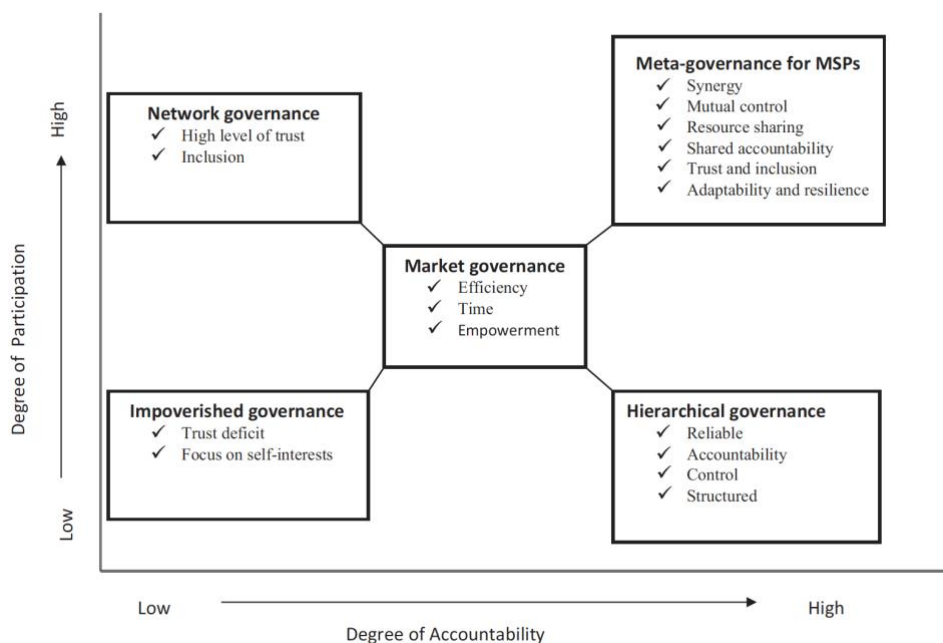 High
Degree of Participation
Low
Network governance
✓ High level of trust
✓ Inclusion
Meta-governance for MSPs
✓ Synergy
✓ Mutual control
✓ Resource sharing
✓ Shared accountability
✓ Trust and inclusion
✓ Adaptability and resilience
Market governance
✓ Efficiency
✓ Time
✓ Empowerment
Impoverished governance
✓ Trust deficit
✓ Focus on self-interests
Hierarchical governance
✓ Reliable
✓ Accountability
✓ Control
✓ Structured
Low
High
Degree of Accountability